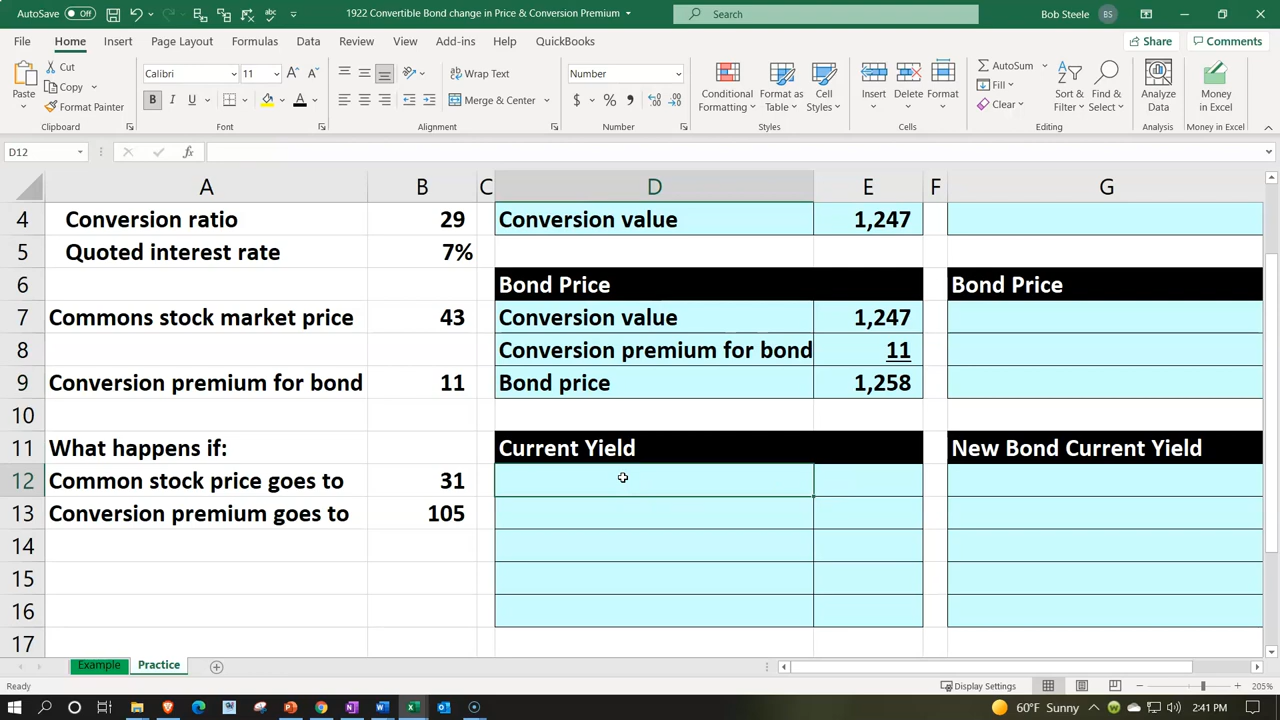 AutoSave Off 1922 Convertible Bond change in Price & Conversion Premium Search Bob Steele BS
File Home Insert Page Layout Formulas Data Review View Add-ins Help QuickBooks Share Comments
Paste Cut Copy Format Painter Clipboard
Calibri 11 B I U A Font
Wrap Text Merge & Center Alignment
Number $ % Number
Conditional Formatting Format as Table Cell Styles Styles
Insert Delete Format Cells
AutoSum Fill Clear Sort & Filter Find & Select Editing
Analyze Data Analysis
Money in Excel Money in Excel
D12 fx
A B C D E F G
4 Conversion ratio 29 Conversion value 1,247
5 Quoted interest rate 7%
6 Bond Price Bond Price
7 Commons stock market price 43 Conversion value 1,247
8 Conversion premium for bond 11
9 Conversion premium for bond 11 Bond price 1,258
10
11 What happens if: Current Yield New Bond Current Yield
12 Common stock price goes to 31
13 Conversion premium goes to 105
14
15
16
17
Example Practice
Ready Display Settings 205%
60°F Sunny 2:41 PM